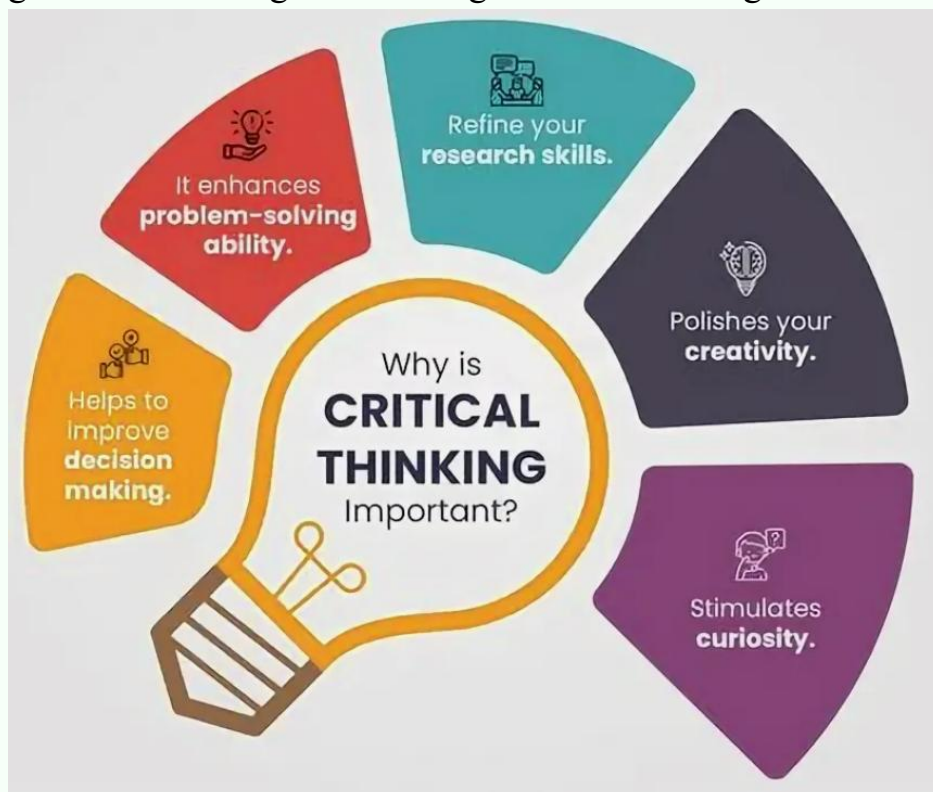 Why is
CRITICAL
THINKING
Important?
Helps to
improve
decision
making.
It enhances
problem-solving
ability.
Refine your
research skills.
Polishes your
creativity.
Stimulates
curiosity.
?